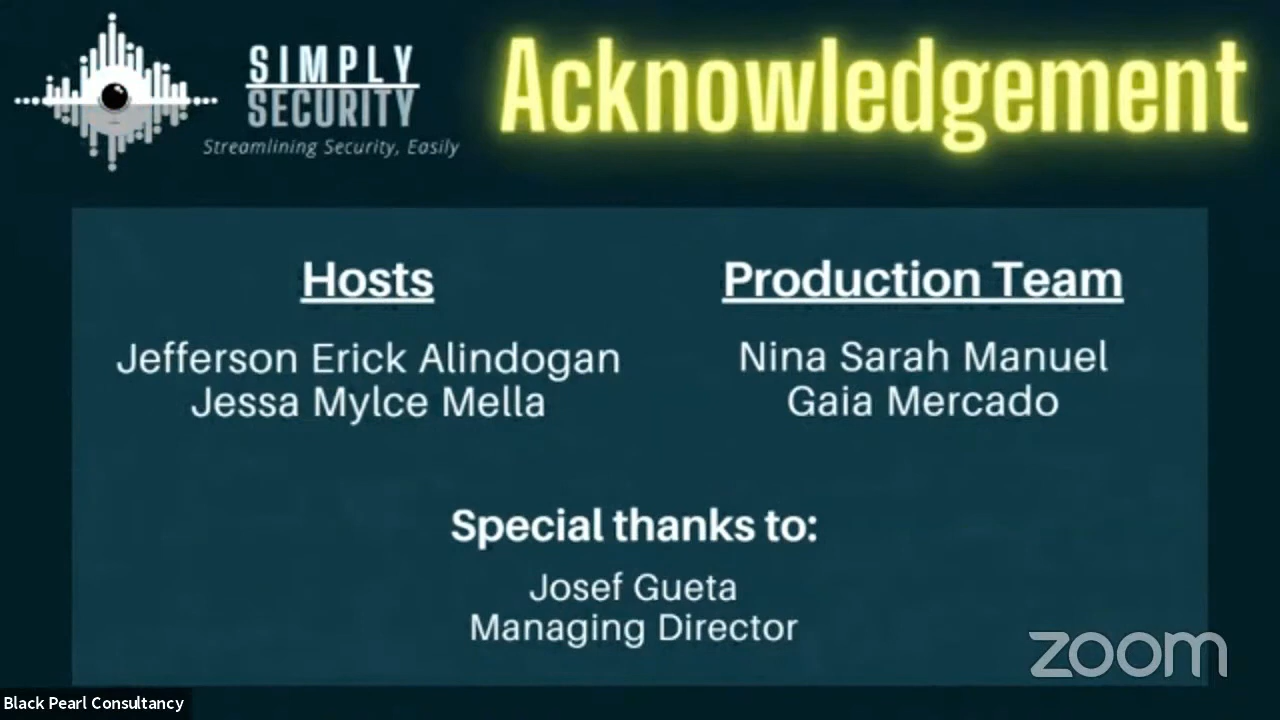 SIMPLY
SECURITY
Streamlining Security, Easily
Acknowledgement
Hosts
Jefferson Erick Alindogan
Jessa Mylce Mella
Production Team
Nina Sarah Manuel
Gaia Mercado
Special thanks to:
Josef Gueta
Managing Director
zoom
Black Pearl Consultancy